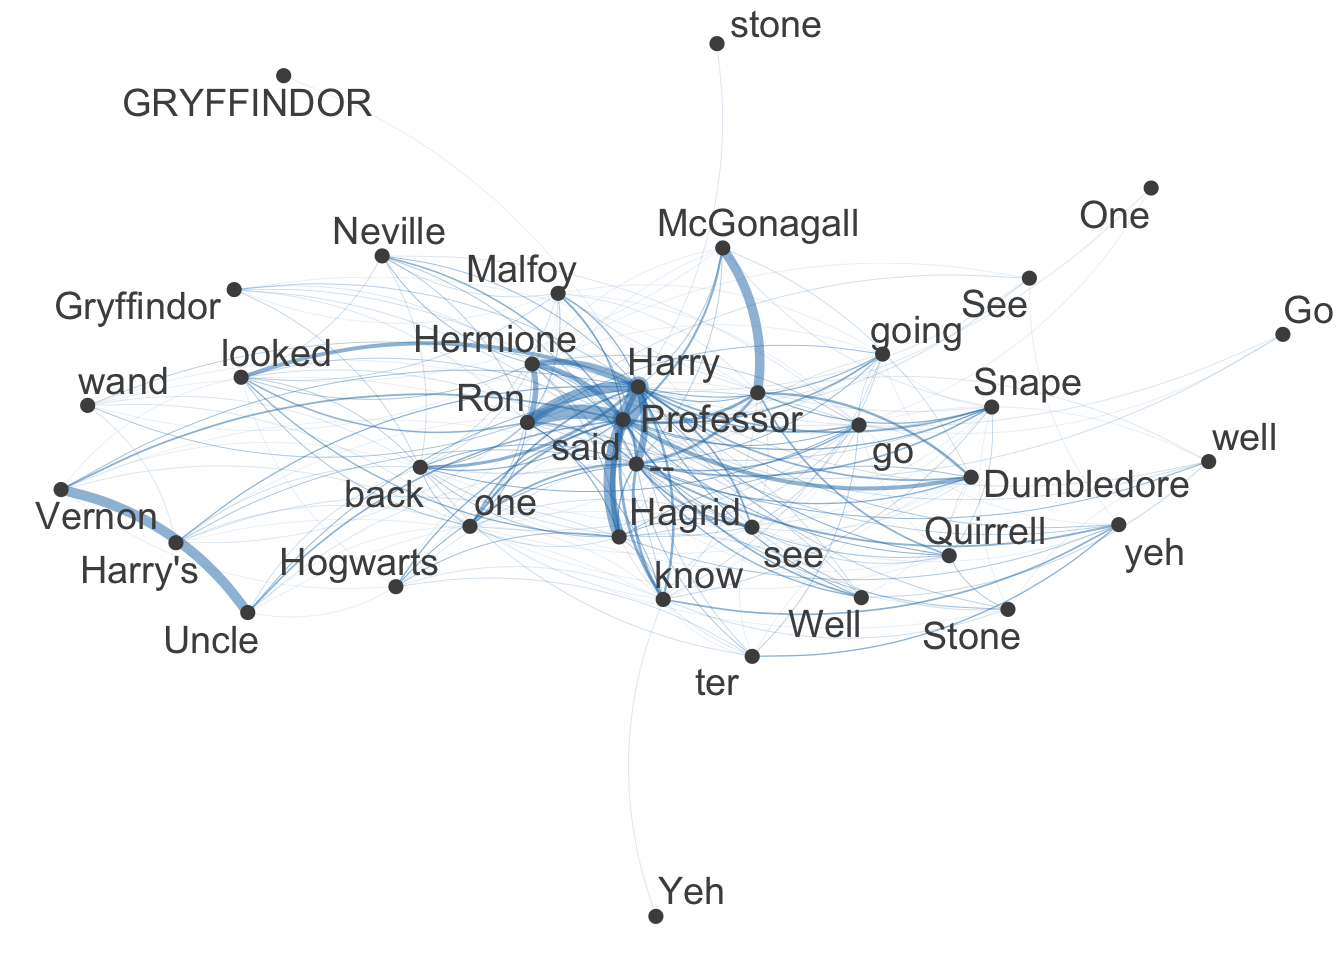 stone
GRYFFINDOR
One
Neville
McGonagall
Malfoy
Gryffindor
See
Go
going
Hermione
looked
Harry
wand
Snape
Ron
Professor
said
go
well
--
back
one
Dumbledore
Vernon
Hagrid
Quirrell
see
yeh
Harry's
Hogwarts
know
Well
Stone
Uncle
ter
Yeh